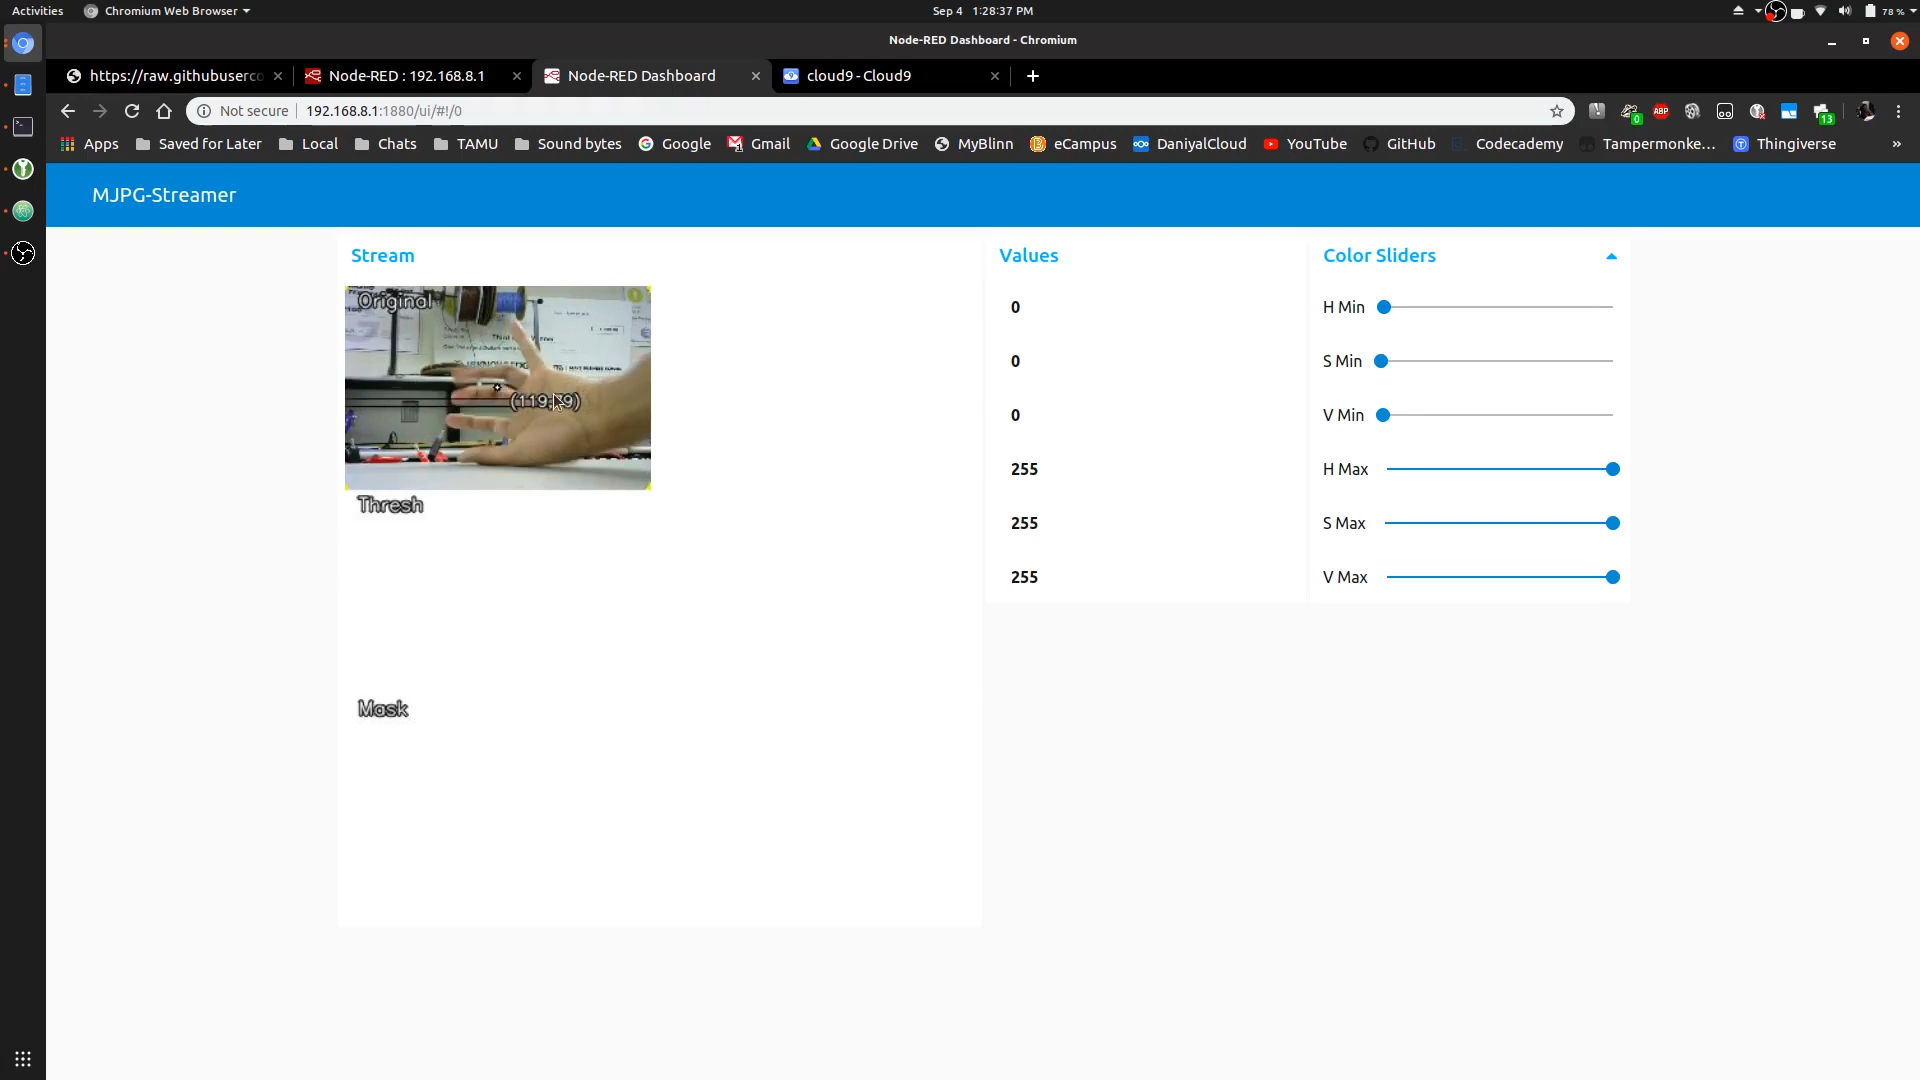 Activities Chromium Web Browser Sep 4 1:28:37 PM 78 %
Node-RED Dashboard - Chromium
https://raw.githubuserco Node-RED : 192.168.8.1 Node-RED Dashboard cloud9 - Cloud9
Not secure 192.168.8.1:1880/ui/#!/0 0 ABP 13
Apps Saved for Later Local Chats TAMU Sound bytes Google Gmail Google Drive MyBlinn eCampus DaniyalCloud YouTube GitHub Codecademy Tampermonke... Thingiverse »
MJPG-Streamer
Stream Values Color Sliders
Original
0 H Min
0 S Min
(119,79)
0 V Min
255 H Max
Thresh
255 S Max
255 V Max
Mask